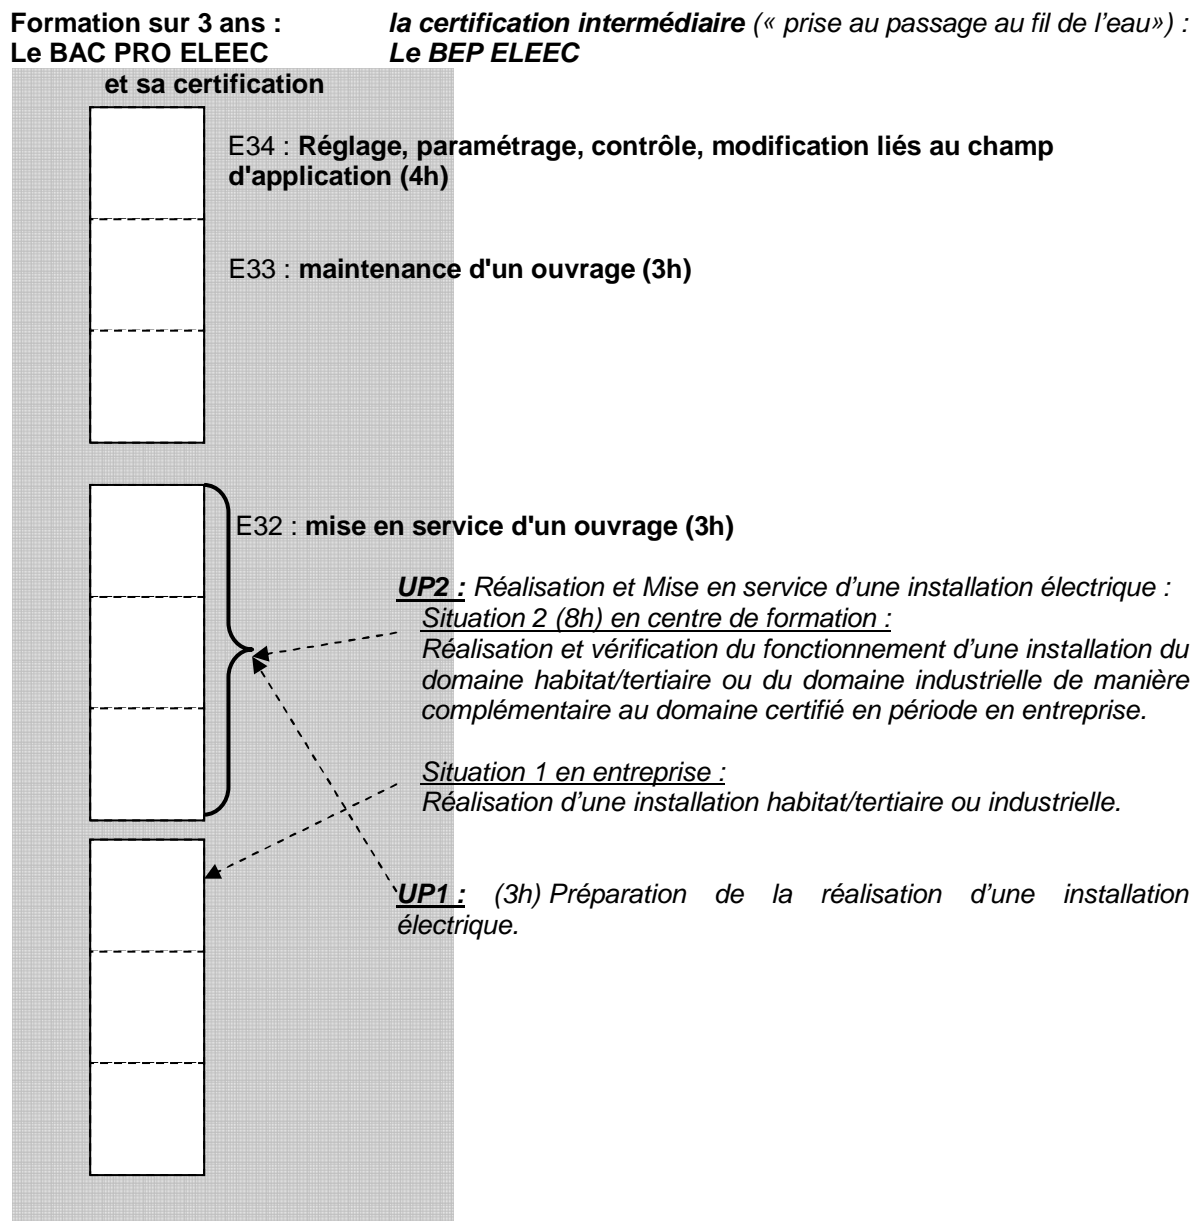 Formation sur 3 ans :
Le BAC PRO ELEEC
et sa certification
la certification intermédiaire (« prise au passage au fil de l’eau») :
Le BEP ELEEC
E34 : Réglage, paramétrage, contrôle, modification liés au champ
d'application (4h)
E33 : maintenance d'un ouvrage (3h)
E32 : mise en service d'un ouvrage (3h)
UP2 : Réalisation et Mise en service d’une installation électrique :
Situation 2 (8h) en centre de formation :
Réalisation et vérification du fonctionnement d’une installation du
domaine habitat/tertiaire ou du domaine industrielle de manière
complémentaire au domaine certifié en période en entreprise.
Situation 1 en entreprise :
Réalisation d’une installation habitat/tertiaire ou industrielle.
UP1 : (3h) Préparation de la réalisation d’une installation
électrique.